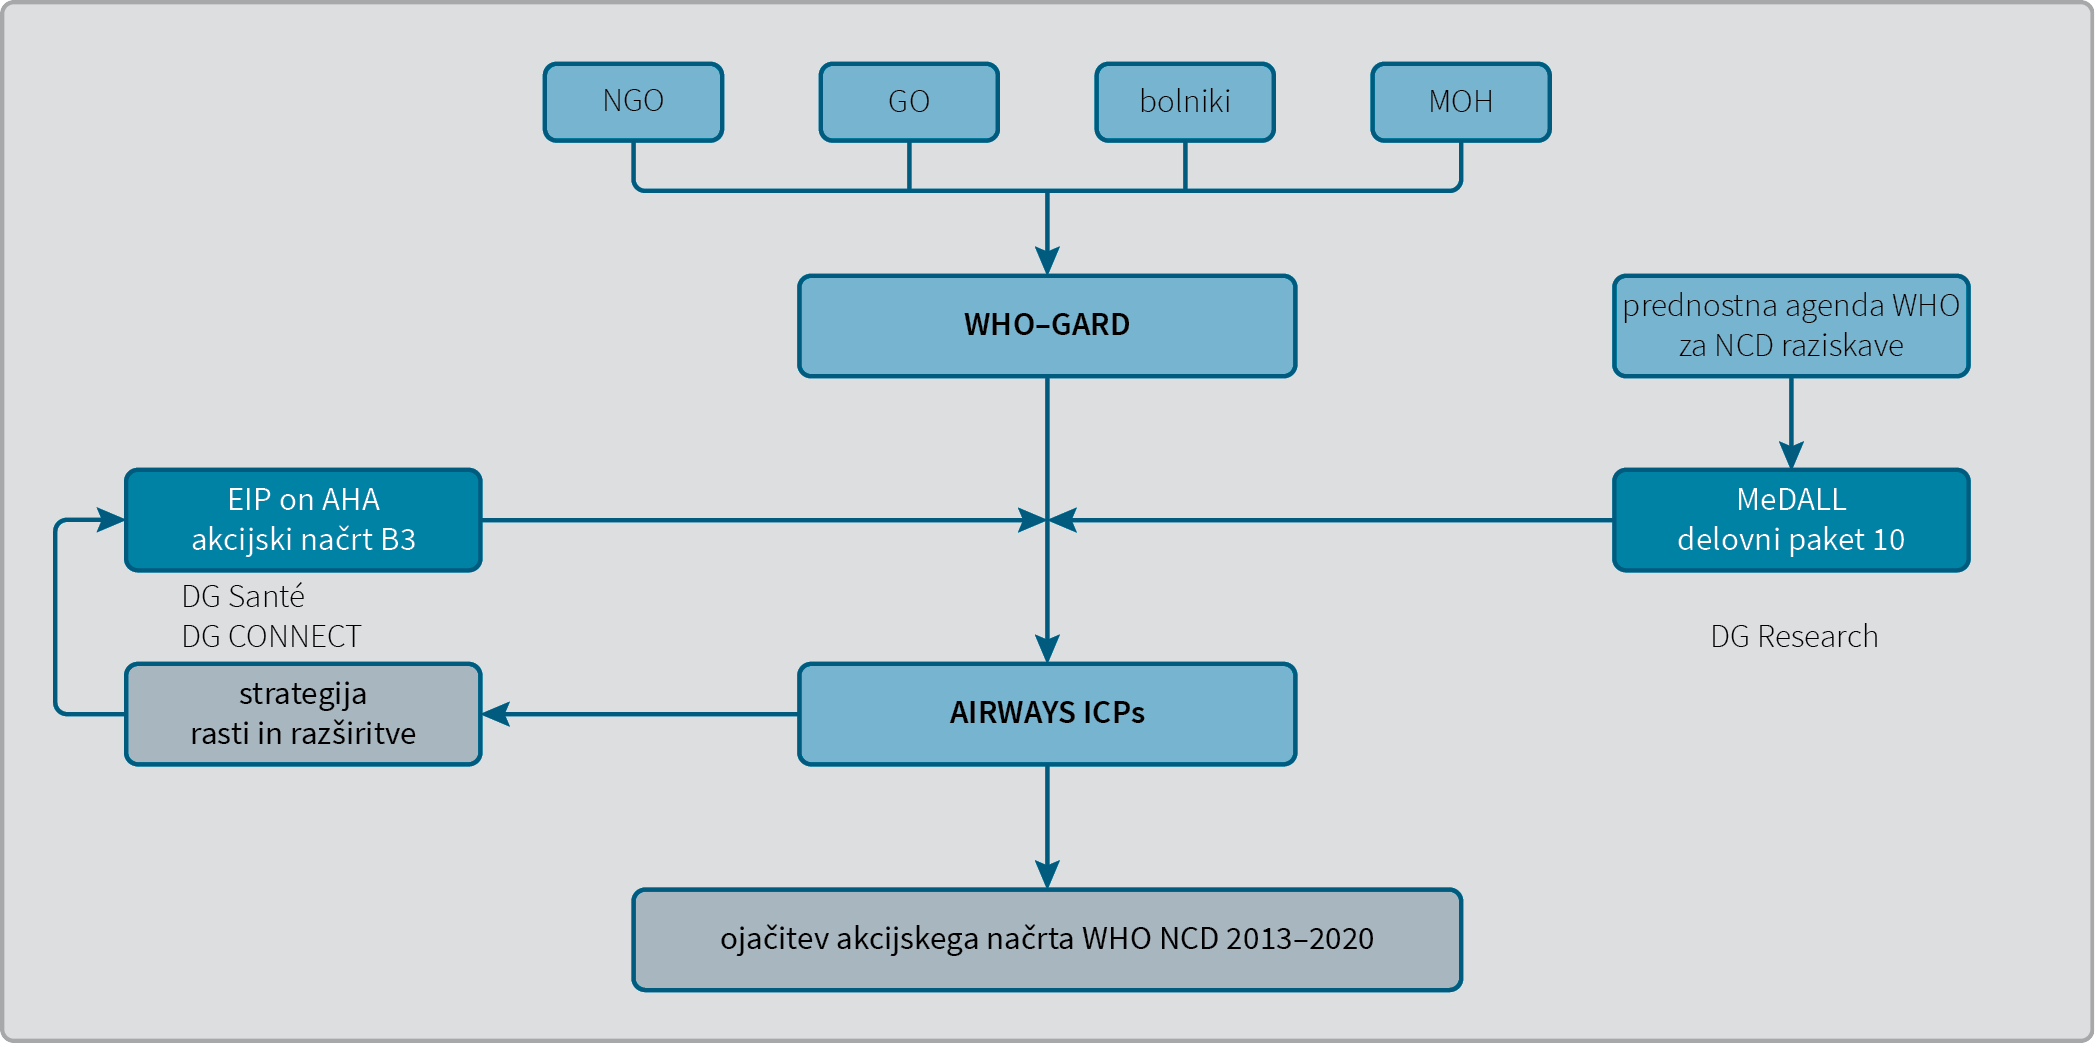 NGO
GO
bolniki
MOH
WHO–GARD
prednostna agenda WHO
za NCD raziskave
EIP on AHA
akcijski načrt B3
MeDALL
delovni paket 10
DG Santé
DG CONNECT
DG Research
strategija
rasti in razširitve
AIRWAYS ICPs
ojačitev akcijskega načrta WHO NCD 2013–2020